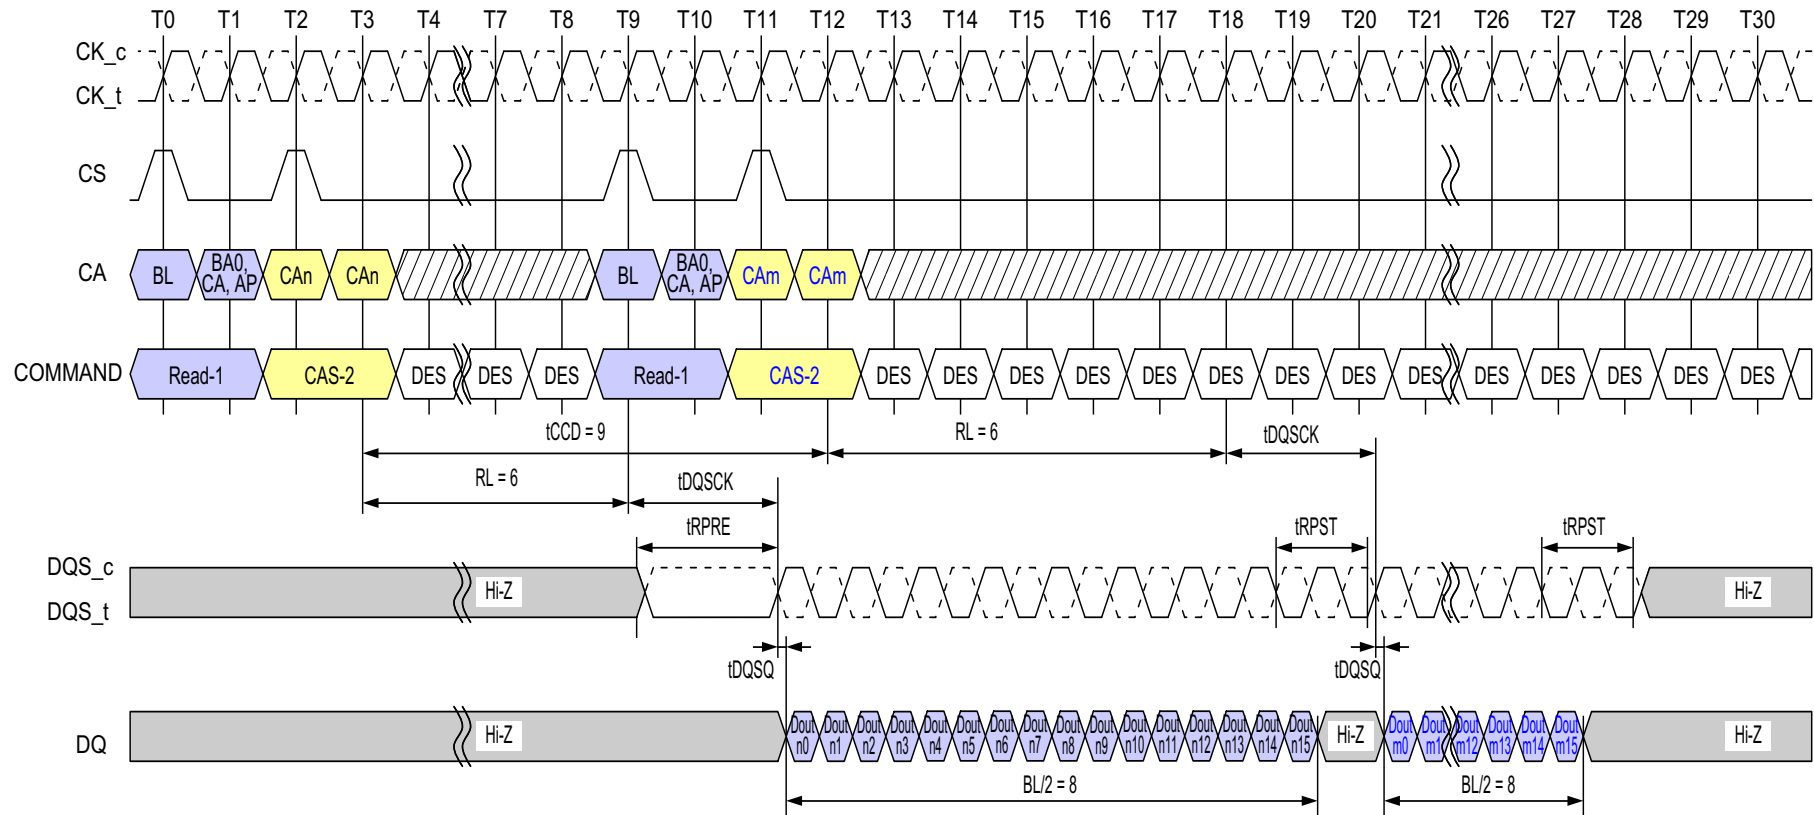 T0 T1 T2 T3 T4 T7 T8 T9 T10 T11 T12 T13 T14 T15 T16 T17 T18 T19 T20 T21 T26 T27 T28 T29 T30
CK_c
CK_t
CS
CA
BL
BA0,
CA, AP
CAn
CAn
BL
BA0,
CA, AP
CAm
CAm
COMMAND
Read-1 CAS-2 DES DES DES Read-1 CAS-2 DES DES DES DES DES DES DES DES DES DES DES DES DES DES
tCCD = 9 RL = 6 tDQSCK
RL = 6 tDQSCK
tRPRE tRPST tRPST
DQS_c
DQS_t
Hi-Z Hi-Z
tDQSQ tDQSQ
DQ
Hi-Z
Dout
n0
Dout
n1
Dout
n2
Dout
n3
Dout
n4
Dout
n5
Dout
n6
Dout
n7
Dout
n8
Dout
n9
Dout
n10
Dout
n11
Dout
n12
Dout
n13
Dout
n14
Dout
n15
Hi-Z
Dout
m0
Dout
m1
Dout
m12
Dout
m13
Dout
m14
Dout
m15
Hi-Z
BL/2 = 8 BL/2 = 8